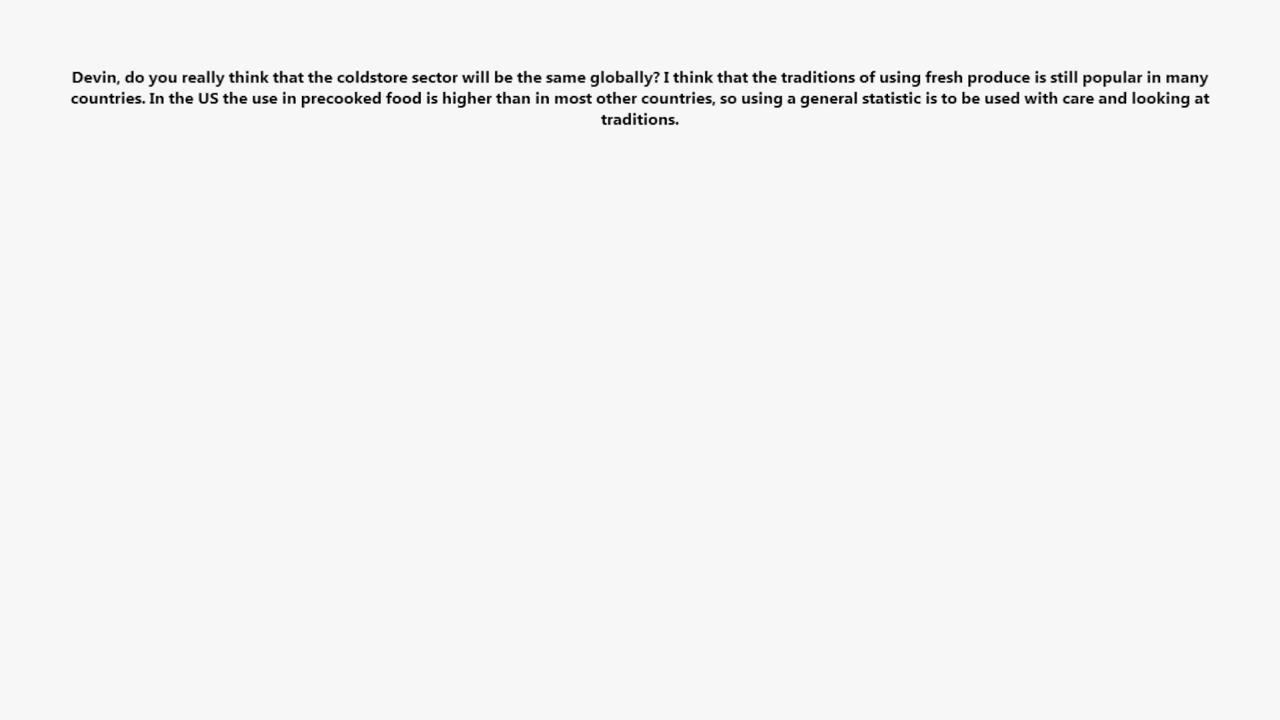 Devin, do you really think that the coldstore sector will be the same globally? I think that the traditions of using fresh produce is still popular in many
countries. In the US the use in precooked food is higher than in most other countries, so using a general statistic is to be used with care and looking at
traditions.